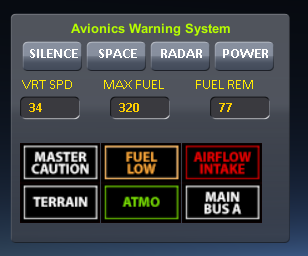 Avionics Warning System
SILENCE SPACE RADAR POWER
VRT SPD MAX FUEL FUEL REM
34 320 77
MASTER CAUTION FUEL LOW AIRFLOW INTAKE
TERRAIN ATMO MAIN BUS A